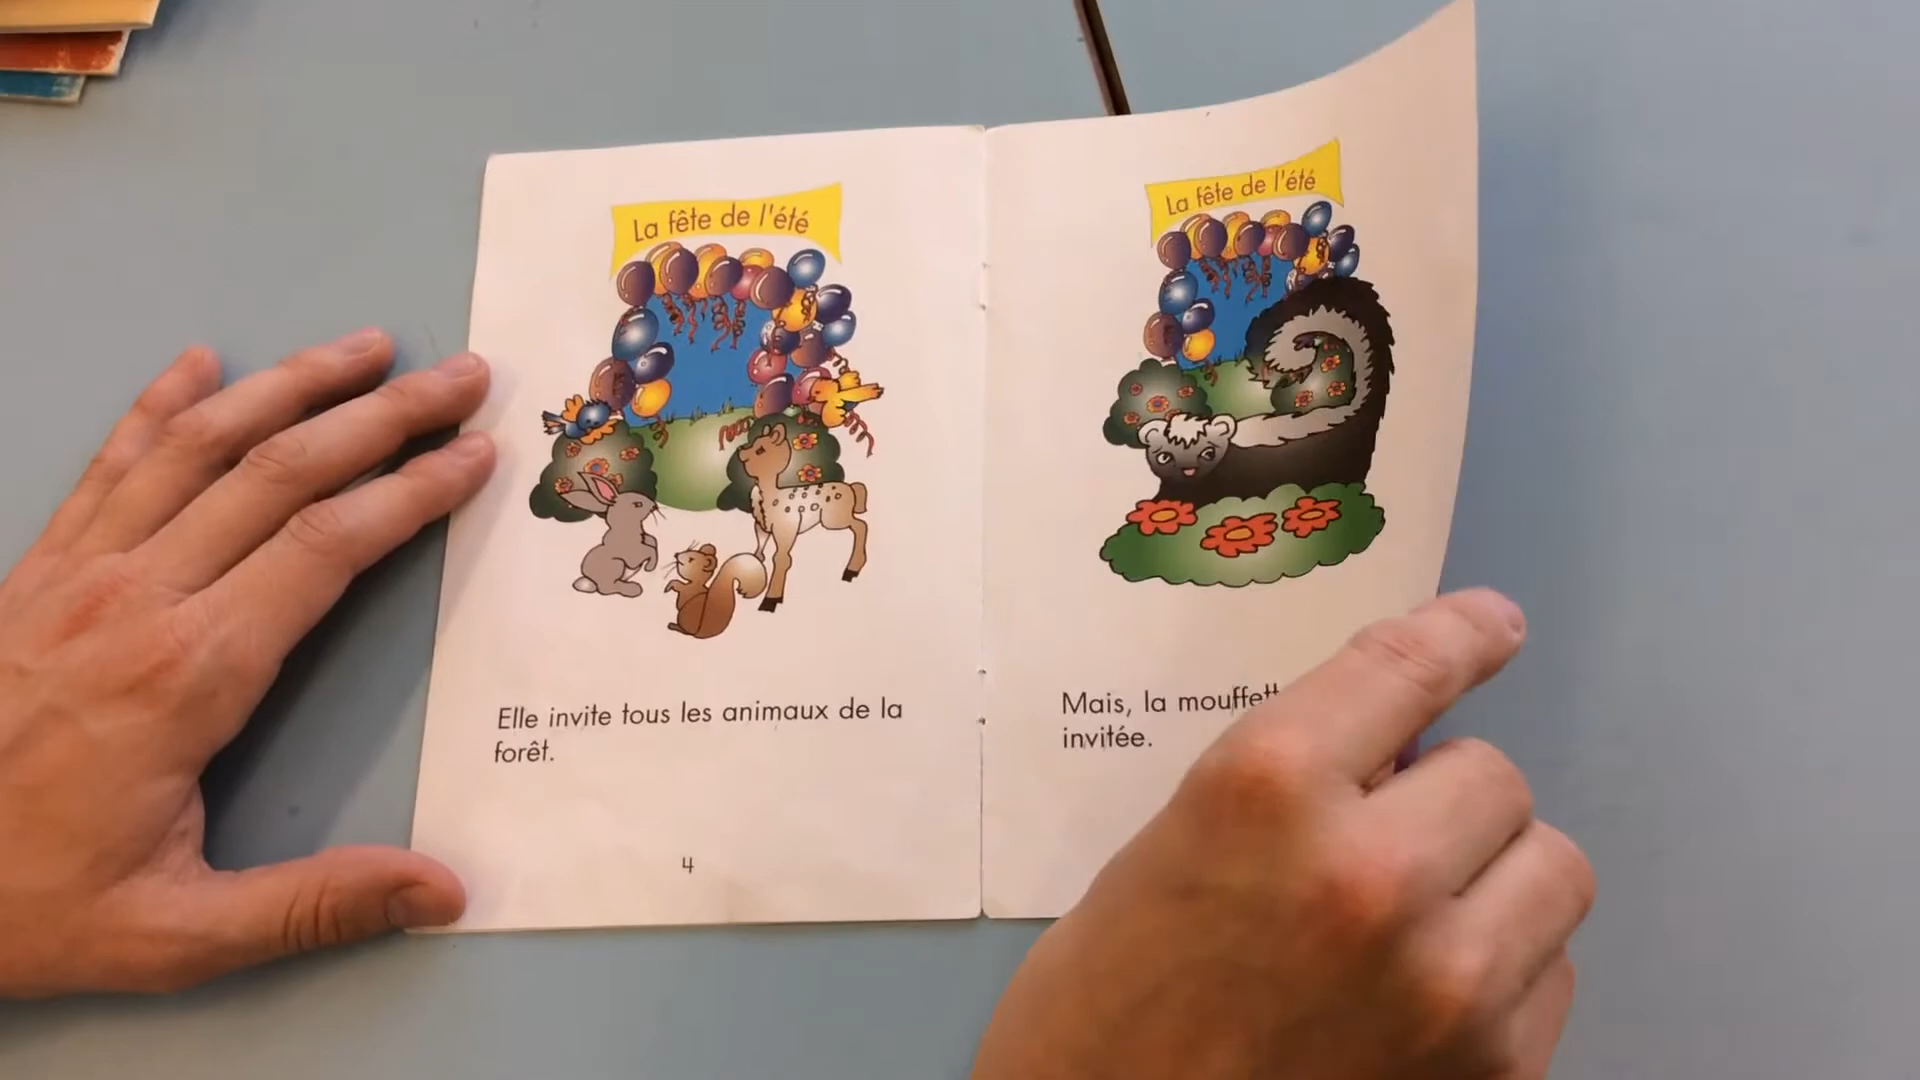 La fête de l'été
Elle invite tous les animaux de la
forêt.
4
La fête de l'été
Mais, la
invitée.